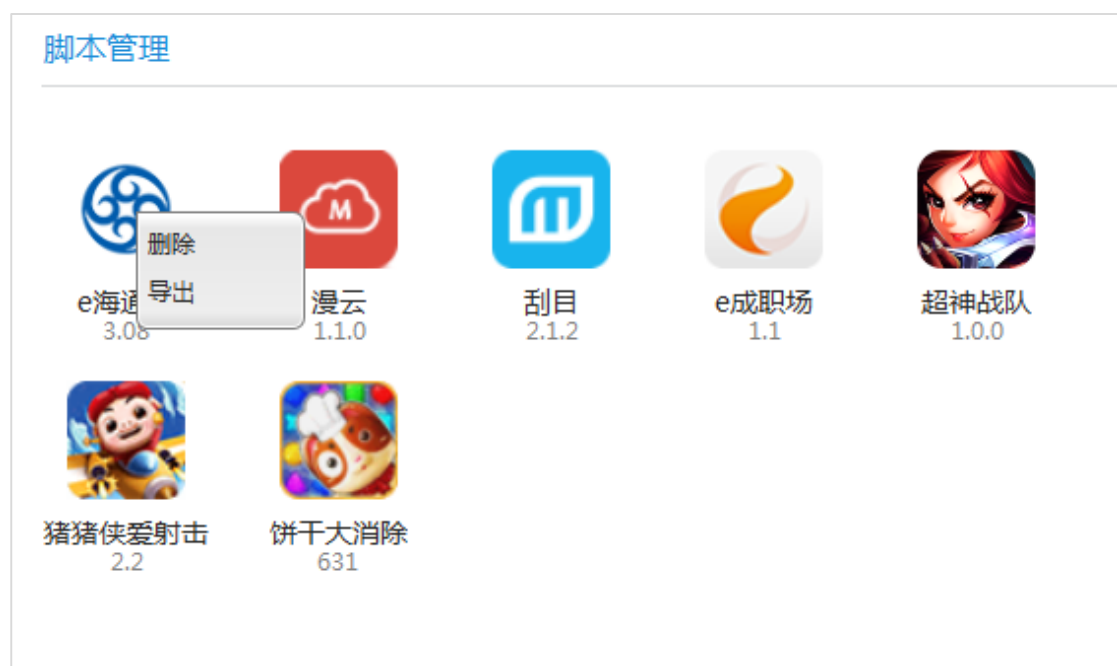 脚本管理
M
删除
导出
e海通
3.08
漫云
1.1.0
刮目
2.1.2
e成职场
1.1
超神战队
1.0.0
猪猪侠爱射击
2.2
饼干大消除
631